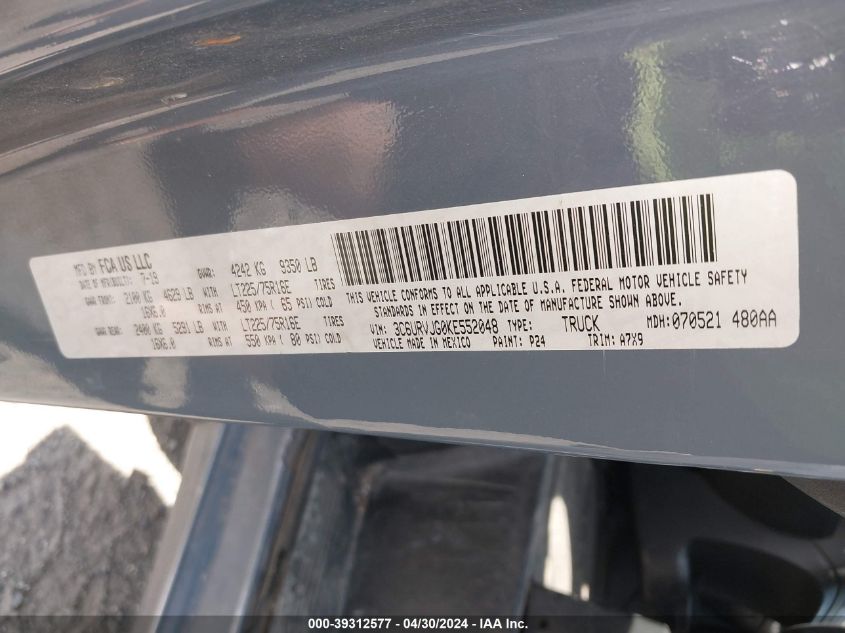 MFD BY FCA US LLC
DATE OF MFR/BUILT: 7-19 GVWR: 4242 KG 9350 LB
GAWR FRONT: 2100 KG 4629 LB WITH LT225/75R16E TIRES
16X6.0 RIMS AT 450 KPA ( 65 PSI) COLD
GAWR REAR: 2400 KG 5291 LB WITH LT225/75R16E TIRES
16X6.0 RIMS AT 550 KPA ( 80 PSI) COLD
THIS VEHICLE CONFORMS TO ALL APPLICABLE U.S.A. FEDERAL MOTOR VEHICLE SAFETY
STANDARDS IN EFFECT ON THE DATE OF MANUFACTURE SHOWN ABOVE.
VIN: 3C6URVJG0KE552048 TYPE: TRUCK MDH:070521 480AA
VEHICLE MADE IN MEXICO PAINT: P24 TRIM: A7X9
000-39312577 - 04/30/2024 - IAA Inc.